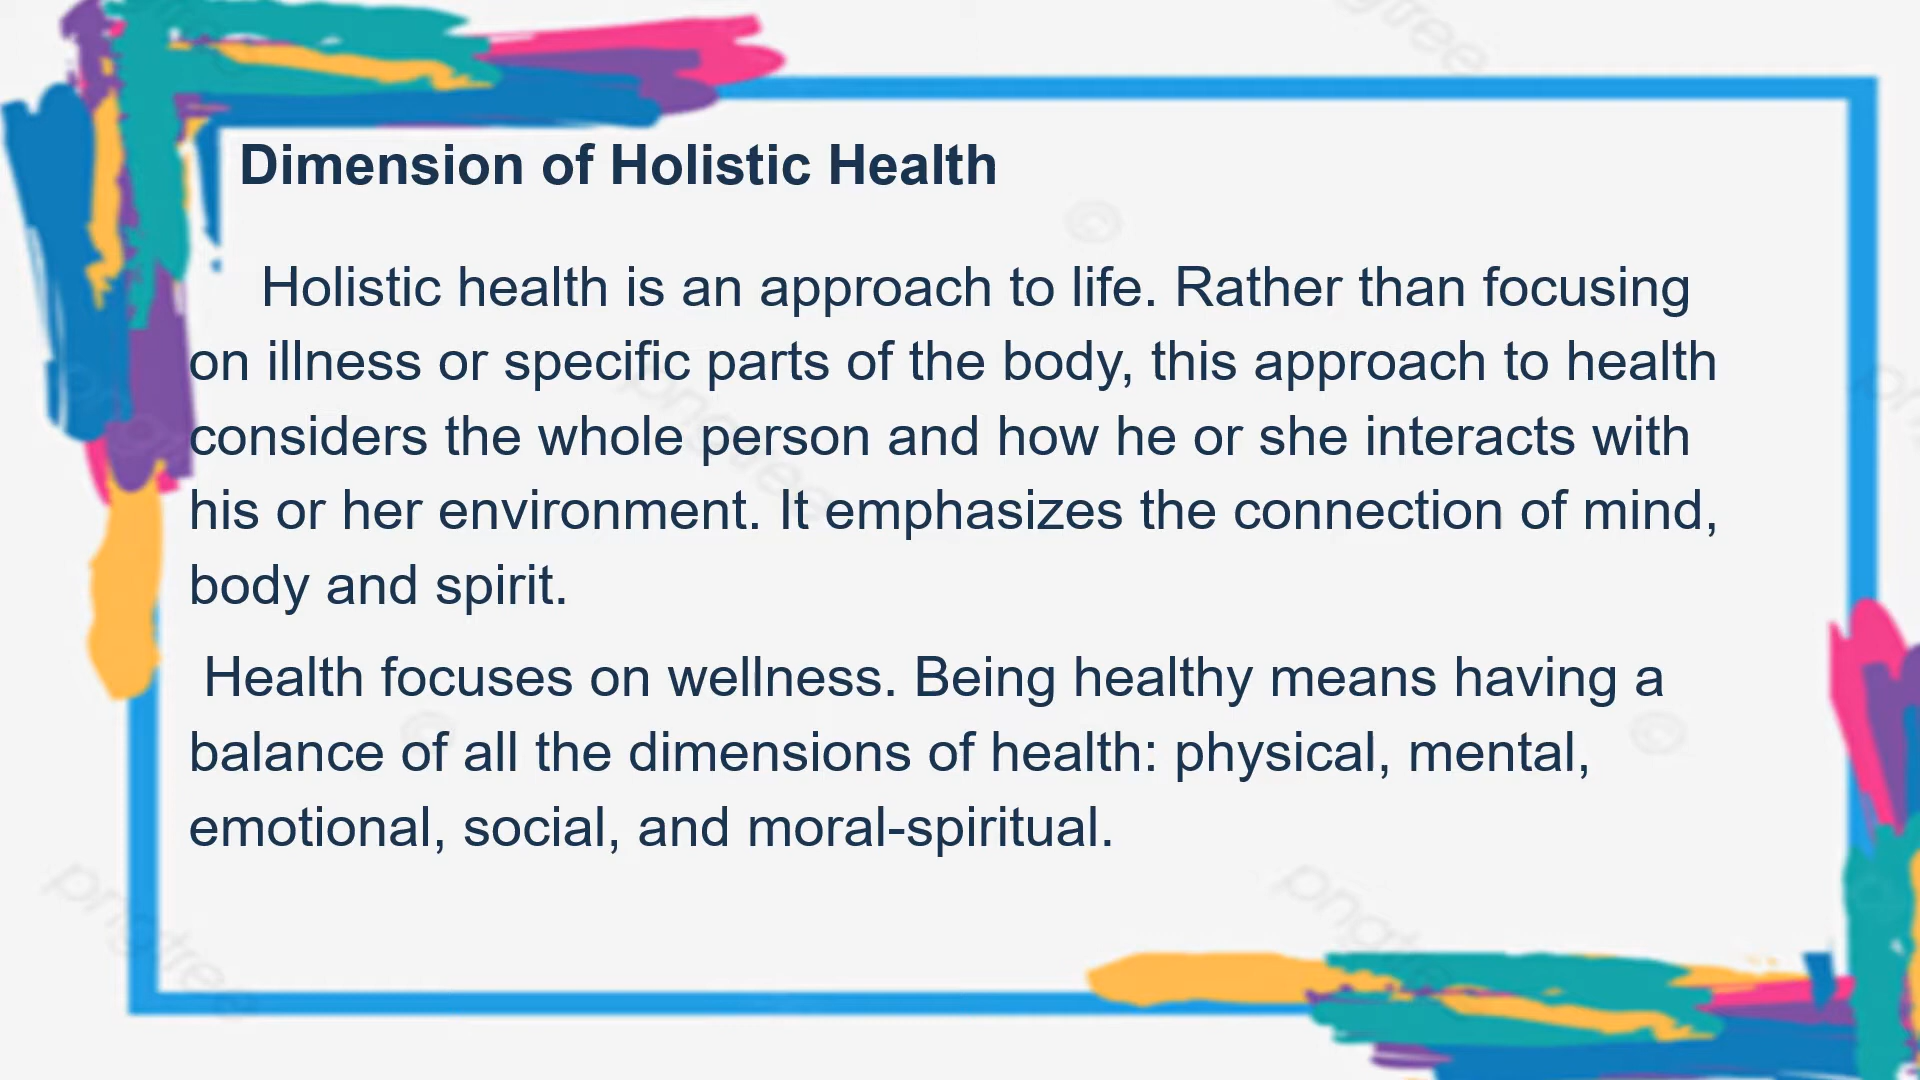 Dimension of Holistic Health
Holistic health is an approach to life. Rather than focusing
on illness or specific parts of the body, this approach to health
considers the whole person and how he or she interacts with
his or her environment. It emphasizes the connection of mind,
body and spirit.
Health focuses on wellness. Being healthy means having a
balance of all the dimensions of health: physical, mental,
emotional, social, and moral-spiritual.
pngtree
pngtree
pngtree